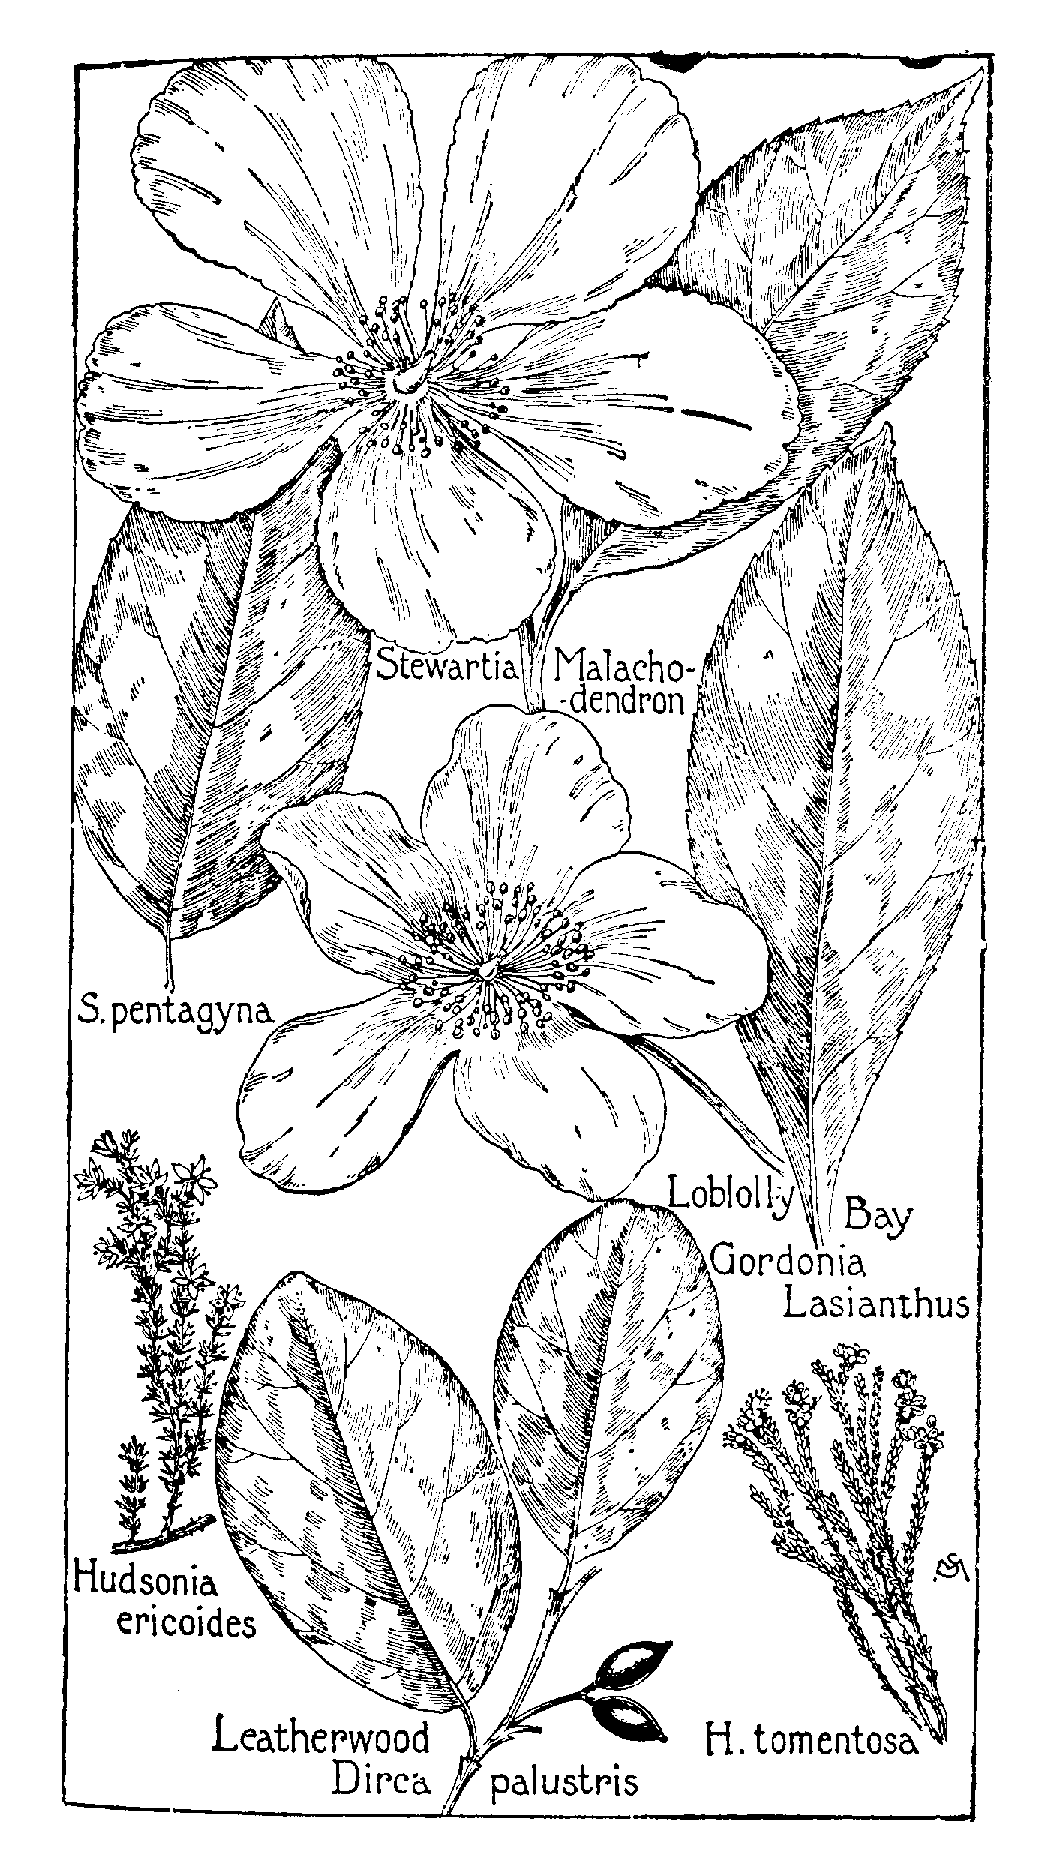 Stewartia Malacho-
-dendron
S. pentagyna
Loblolly Bay
Gordonia
Lasianthus
Hudsonia
ericoides
Leatherwood
Dirca palustris
H. tomentosa